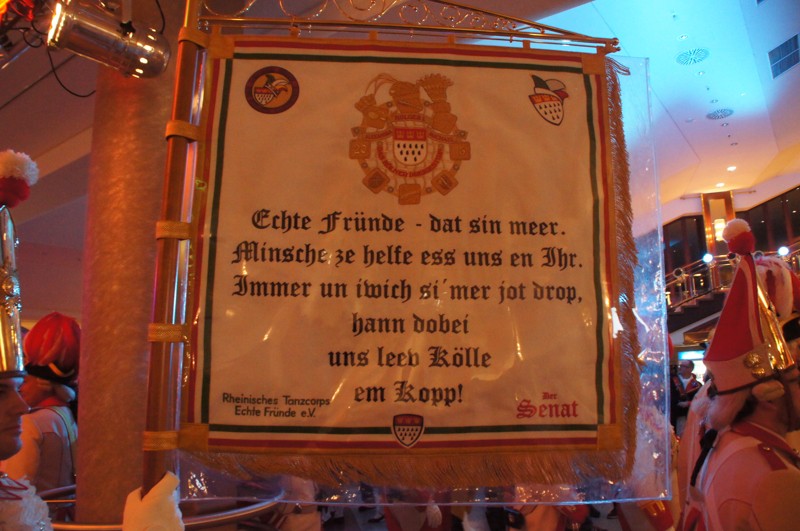 Echte Fründe - dat sin meer.
Minsche ze helfe ess uns en Ihr.
Immer un iwich si´mer jot drop,
hann dobei
uns leev Kölle
em Kopp!
Rheinisches Tanzcorps
Echte Fründe e.V.
Der
Senat